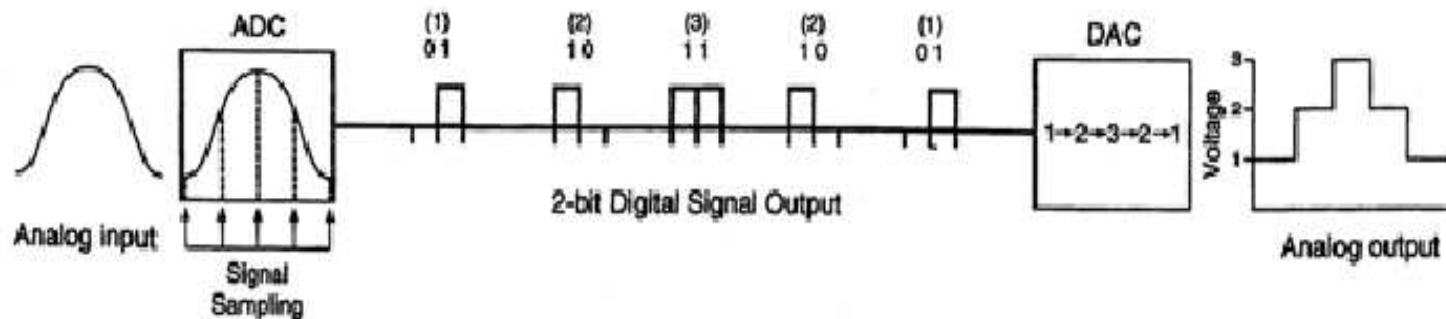 ADC
(1) (2) (3) (2) (1)
01 10 11 10 01
DAC
1→2→3→2→1
Voltage
3
2
1
2-bit Digital Signal Output
Analog input
Signal
Sampling
Analog output